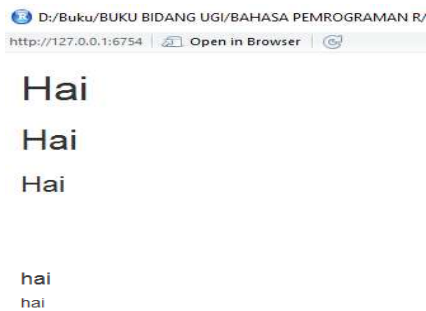 D:/Buku/BUKU BIDANG UGI/BAHASA PEMROGRAMAN R/
http://127.0.0.1:6754 Open in Browser
Hai
Hai
Hai
hai
hai